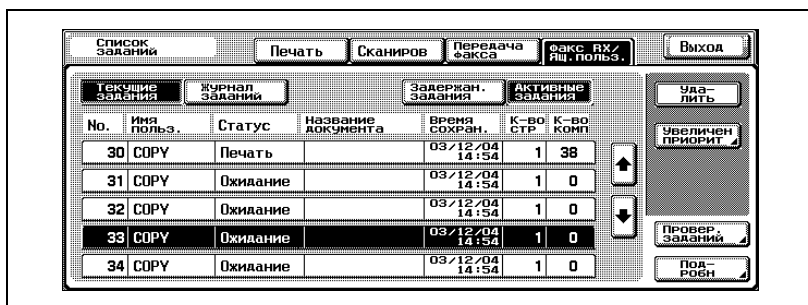 Список заданий
Печать
Сканиров
Передача факса
Факс RX/ Ящ.польз.
Выход
Текущие задания
Журнал заданий
Задержан. задания
Активные задания
Уда- лить
No. Имя польз. Статус Название документа Время сохран. К-во стр К-во комп
Увеличен приорит
30 COPY Печать 03/12/04 14:54 1 38
31 COPY Ожидание 03/12/04 14:54 1 0
32 COPY Ожидание 03/12/04 14:54 1 0
33 COPY Ожидание 03/12/04 14:54 1 0
Провер. заданий
34 COPY Ожидание 03/12/04 14:54 1 0
Под- робн